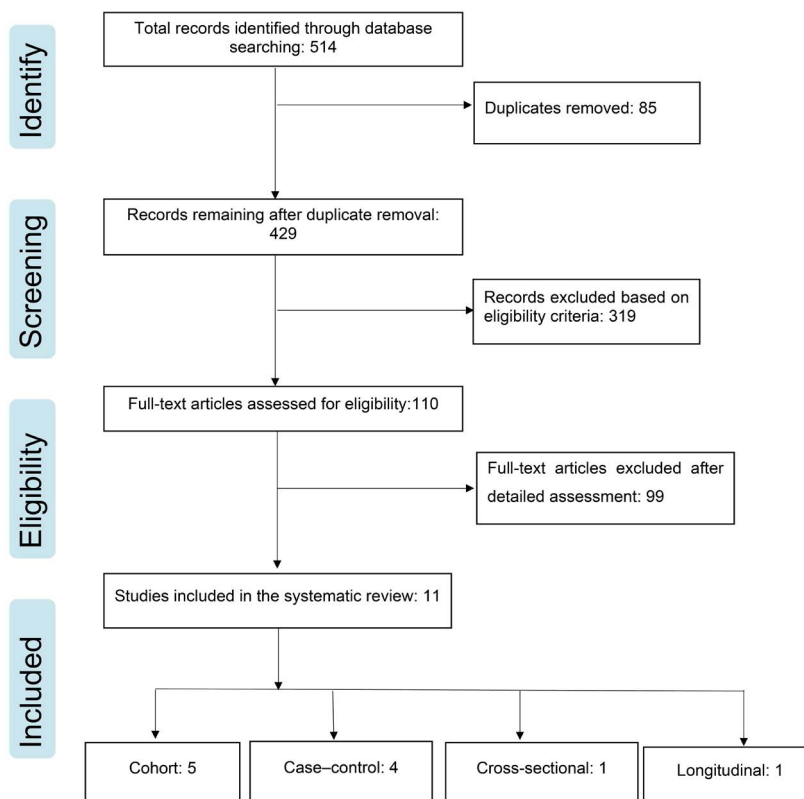 Identify
Total records identified through database
searching: 514
Duplicates removed: 85
Screening
Records remaining after duplicate removal:
429
Records excluded based on
eligibility criteria: 319
Eligibility
Full-text articles assessed for eligibility:110
Full-text articles excluded after
detailed assessment: 99
Included
Studies included in the systematic review: 11
Cohort: 5
Case–control: 4
Cross-sectional: 1
Longitudinal: 1